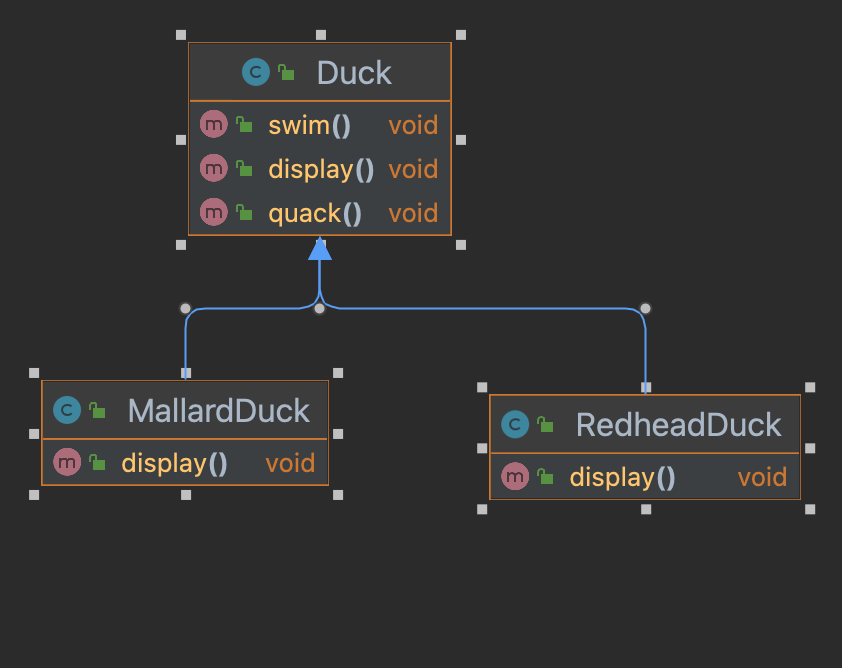 C Duck
m swim() void
m display() void
m quack() void
C MallardDuck
m display() void
C RedheadDuck
m display() void